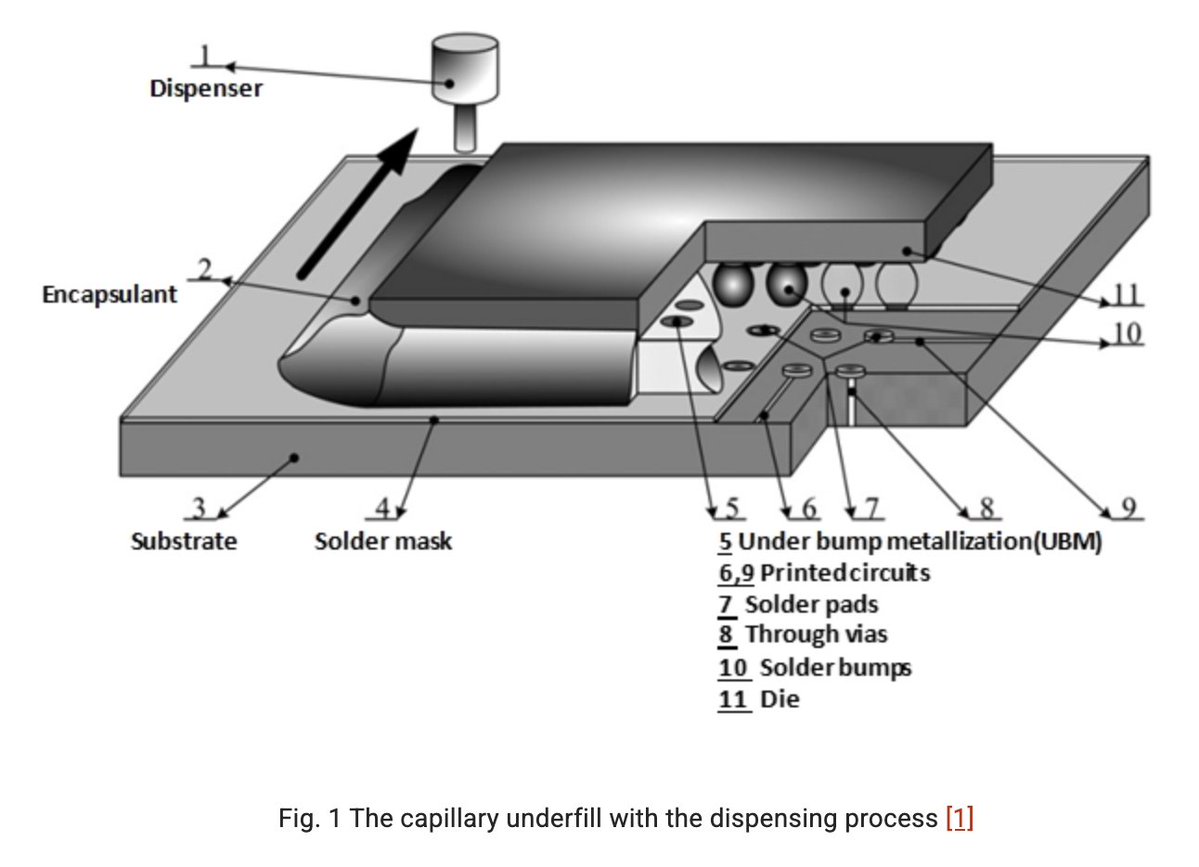 1
Dispenser
2
Encapsulant
11
10
3
Substrate
4
Solder mask
5 6 7 8 9
5 Under bump metallization(UBM)
6,9 Printed circuits
7 Solder pads
8 Through vias
10 Solder bumps
11 Die
Fig. 1 The capillary underfill with the dispensing process [1]